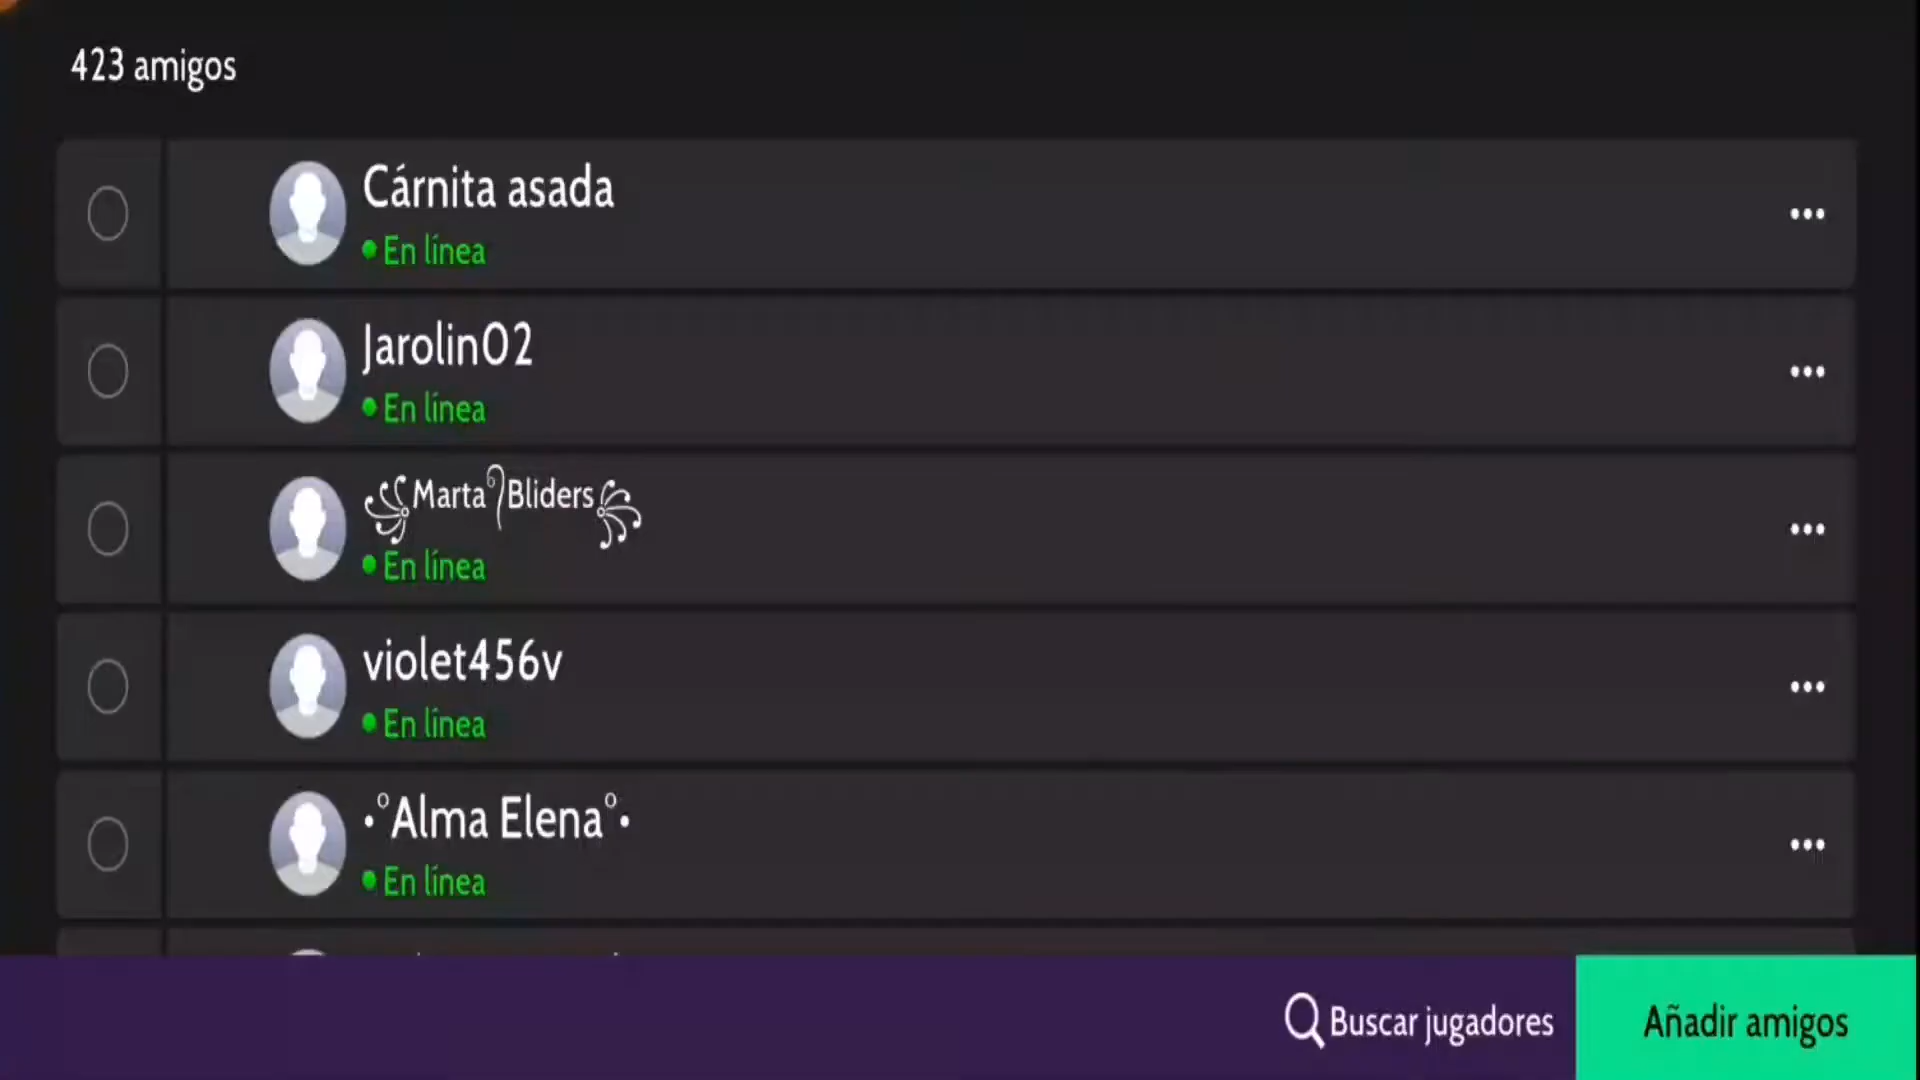 423 amigos
Cárnita asada
En línea
Jarolin02
En línea
꧁Marta᭄Bliders꧂
En línea
violet456v
En línea
•°Alma Elena°•
En línea
Buscar jugadores
Añadir amigos